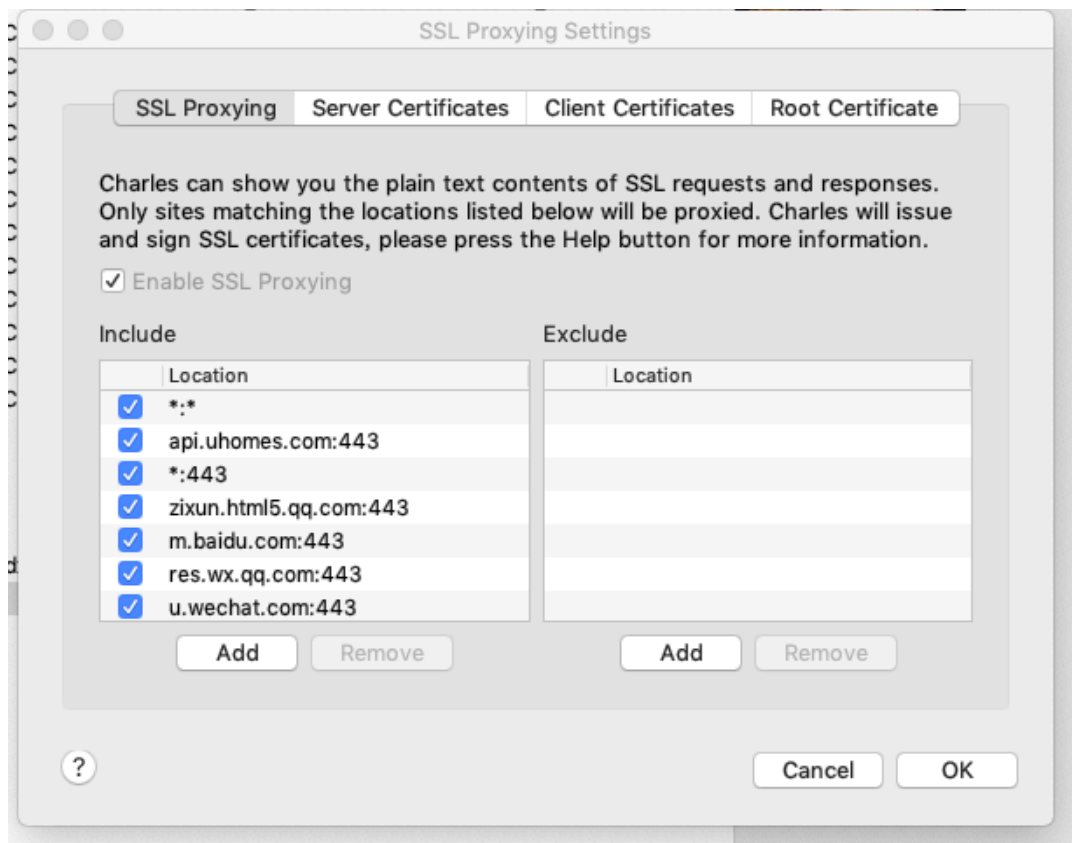 SSL Proxying Settings
SSL Proxying
Server Certificates
Client Certificates
Root Certificate
Charles can show you the plain text contents of SSL requests and responses.
Only sites matching the locations listed below will be proxied. Charles will issue
and sign SSL certificates, please press the Help button for more information.
Enable SSL Proxying
Include
Location
*:*
api.uhomes.com:443
*:443
zixun.html5.qq.com:443
m.baidu.com:443
res.wx.qq.com:443
u.wechat.com:443
Add
Remove
Exclude
Location
Add
Remove
?
Cancel
OK